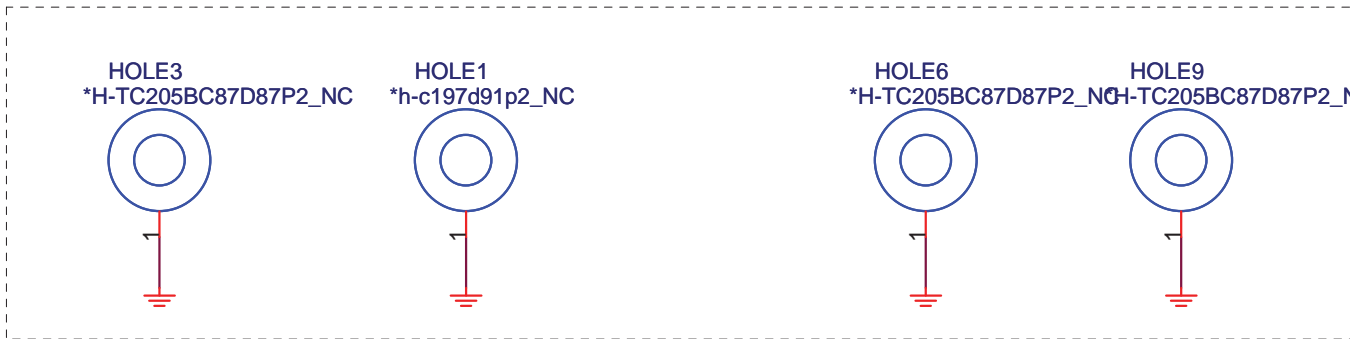 HOLE3
*H-TC205BC87D87P2_NC
1
HOLE1
*h-c197d91p2_NC
1
HOLE6
*H-TC205BC87D87P2_NC
1
HOLE9
*H-TC205BC87D87P2_N
1